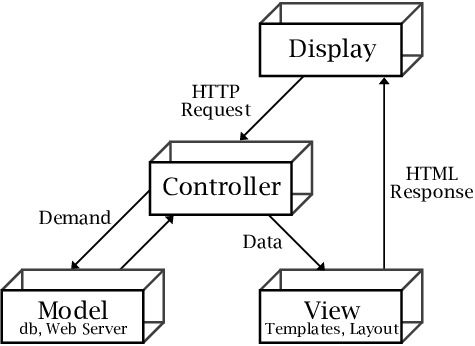 Display
HTTP
Request
Controller
HTML
Response
Demand
Data
Model
db, Web Server
View
Templates, Layout